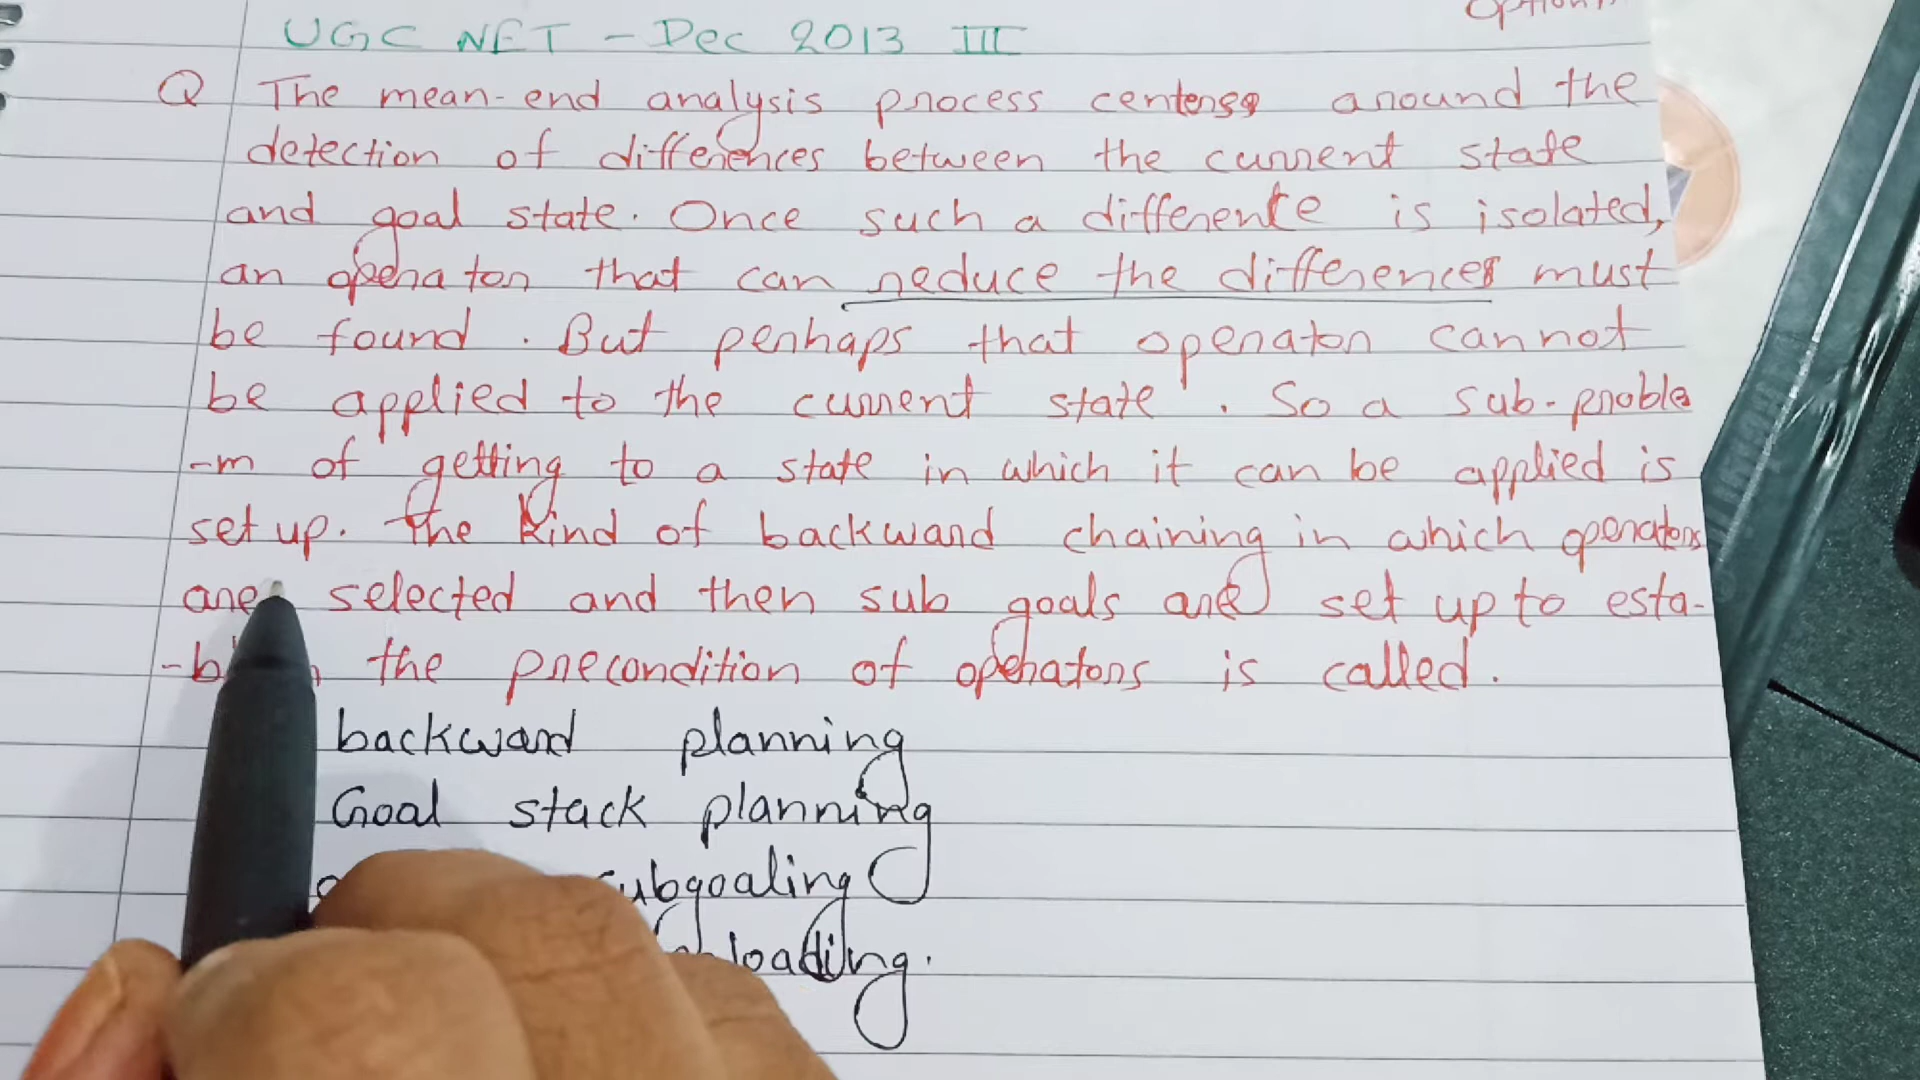 UGC NET - Dec 2013 III
Q The mean-end analysis process centers around the
detection of differences between the current state
and goal state. Once such a difference is isolated,
an operator that can reduce the differences must
be found. But perhaps that operator cannot
be applied to the current state. So a sub-proble
-m of getting to a state in which it can be applied is
set up. The kind of backward chaining in which operators
are selected and then sub goals are set up to esta-
the precondition of operators is called.
backward planning
Goal stack planning
subgoaling
loading.